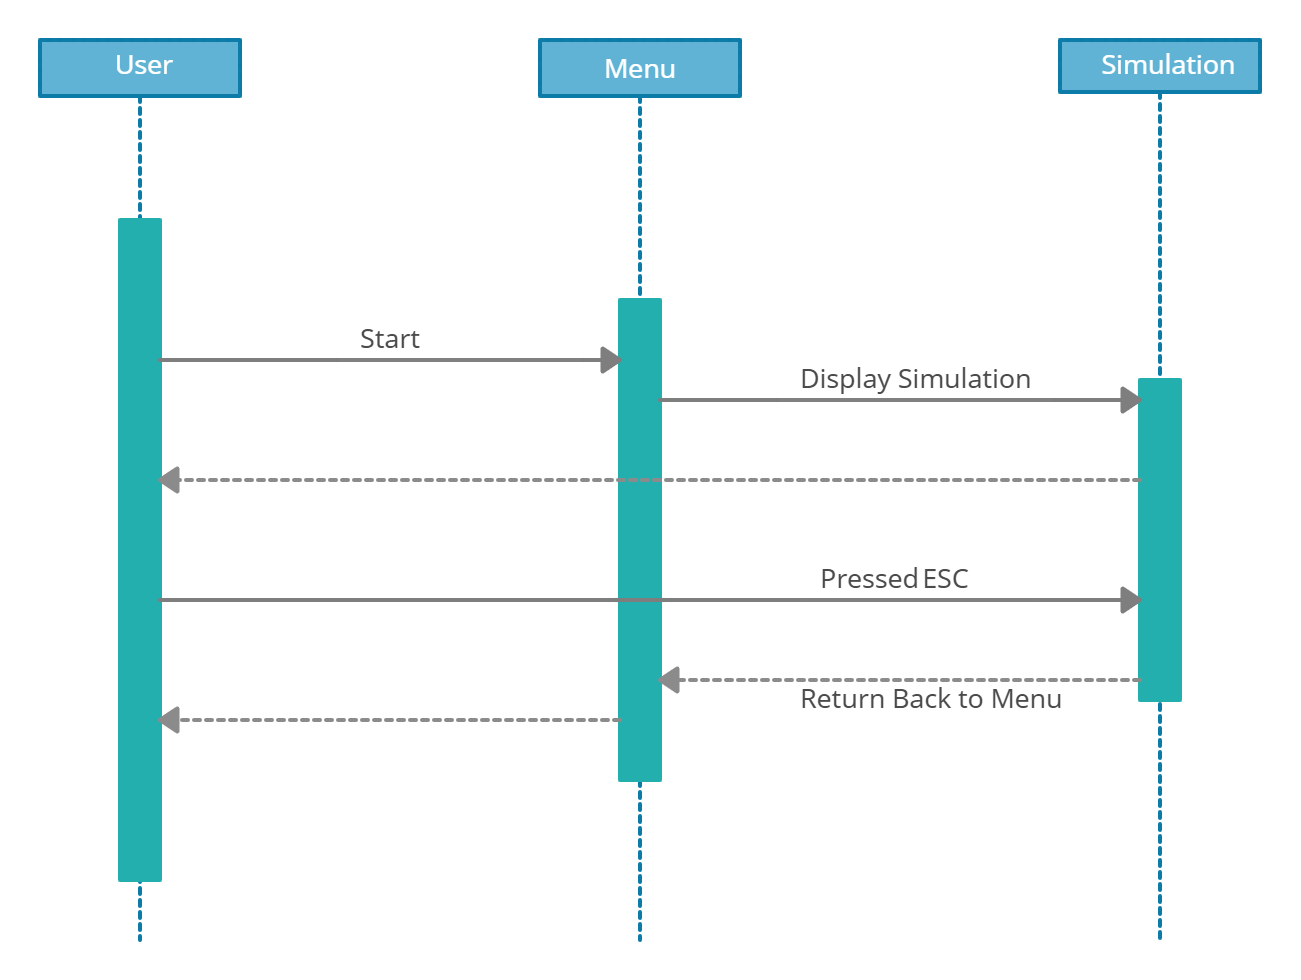 User
Menu
Simulation
Start
Display Simulation
Pressed ESC
Return Back to Menu